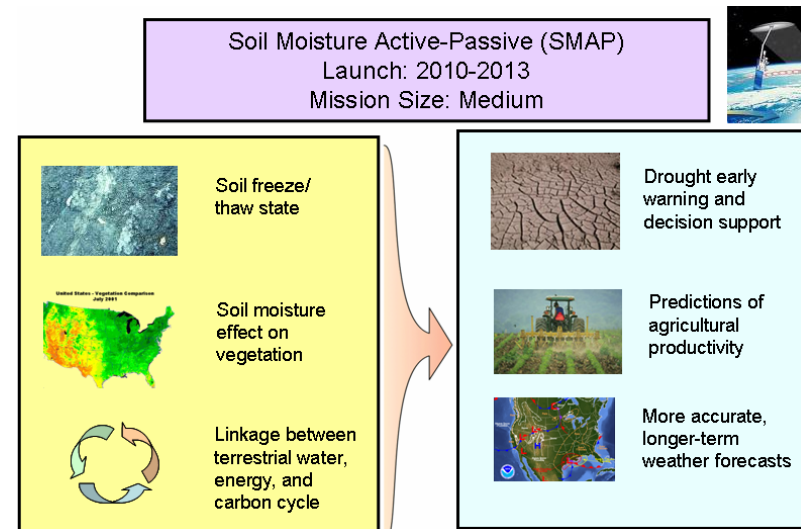 Soil Moisture Active-Passive (SMAP)
Launch: 2010-2013
Mission Size: Medium
Soil freeze/
thaw state
United States - Vegetation Comparison
July 2001
Soil moisture
effect on
vegetation
Linkage between
terrestrial water,
energy, and
carbon cycle
Drought early
warning and
decision support
Predictions of
agricultural
productivity
More accurate,
longer-term
weather forecasts